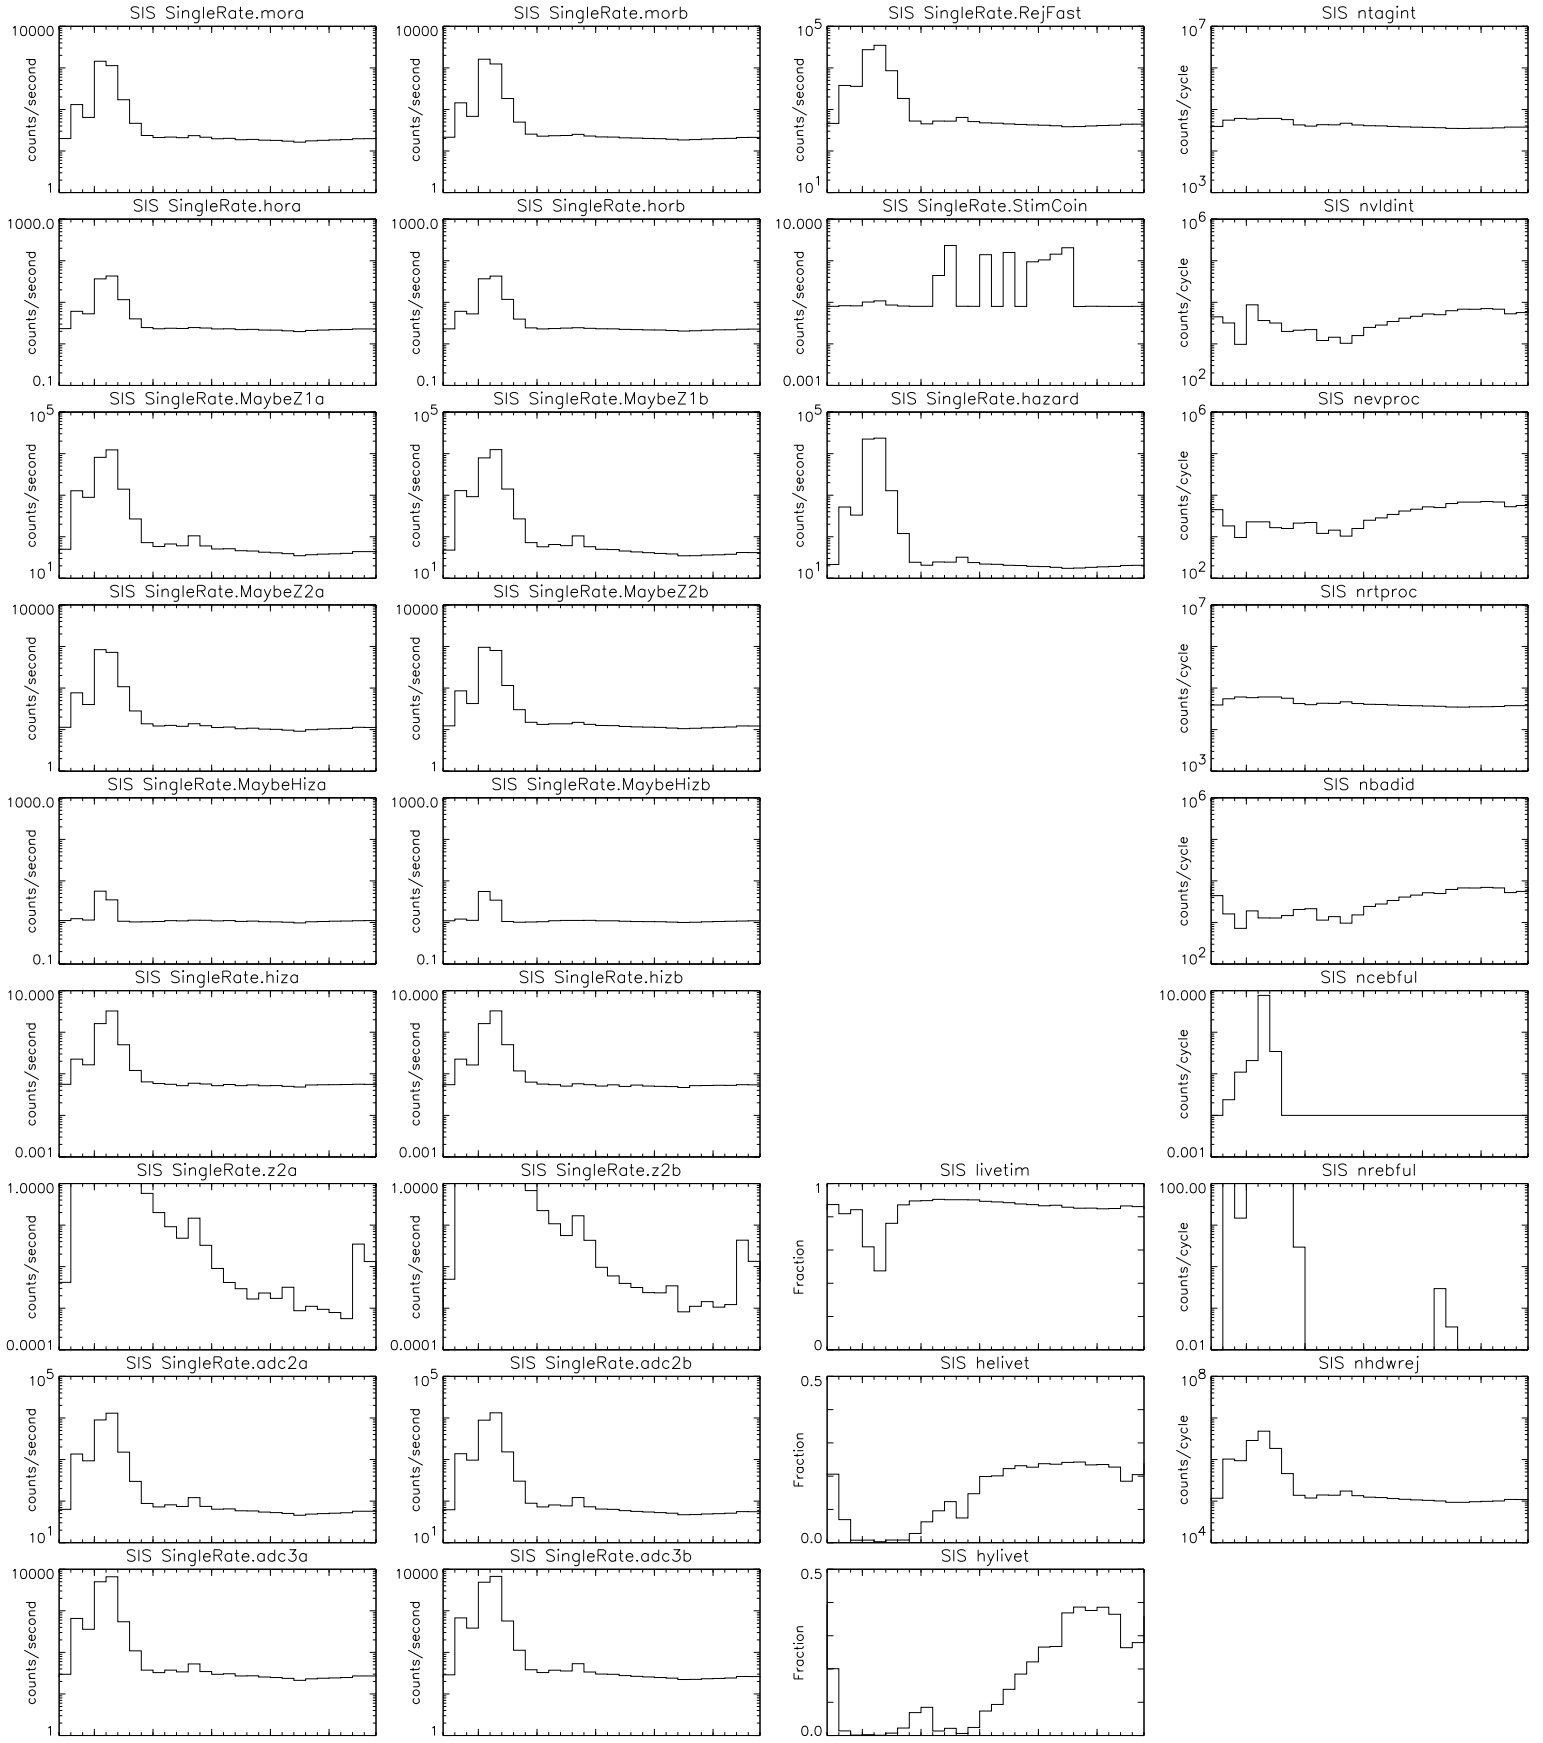 SIS SingleRate.mora
SIS SingleRate.morb
SIS SingleRate.RejFast
SIS ntagint
10000
counts/second
1
10000
counts/second
1
10^5
counts/second
10^1
10^7
counts/cycle
10^3
SIS SingleRate.hora
SIS SingleRate.horb
SIS SingleRate.StimCoin
SIS nvldint
1000.0
counts/second
0.1
1000.0
counts/second
0.1
10.000
counts/second
0.001
10^6
counts/cycle
10^2
SIS SingleRate.MaybeZ1a
SIS SingleRate.MaybeZ1b
SIS SingleRate.hazard
SIS nevproc
10^5
counts/second
10^1
10^5
counts/second
10^1
10^5
counts/second
10^1
10^6
counts/cycle
10^2
SIS SingleRate.MaybeZ2a
SIS SingleRate.MaybeZ2b
SIS nrtproc
10000
counts/second
1
10000
counts/second
1
10^7
counts/cycle
10^3
SIS SingleRate.MaybeHiza
SIS SingleRate.MaybeHizb
SIS nbadid
1000.0
counts/second
0.1
1000.0
counts/second
0.1
10^6
counts/cycle
10^2
SIS SingleRate.hiza
SIS SingleRate.hizb
SIS ncebful
10.000
counts/second
0.001
10.000
counts/second
0.001
10.000
counts/cycle
0.001
SIS SingleRate.z2a
SIS SingleRate.z2b
SIS livetim
SIS nrebful
1.0000
counts/second
0.0001
1.0000
counts/second
0.0001
1
Fraction
0
100.00
counts/cycle
0.01
SIS SingleRate.adc2a
SIS SingleRate.adc2b
SIS helivet
SIS nhdwrej
10^5
counts/second
10^1
10^5
counts/second
10^1
0.5
Fraction
0.0
10^8
counts/cycle
10^4
SIS SingleRate.adc3a
SIS SingleRate.adc3b
SIS hylivet
10000
counts/second
1
10000
counts/second
1
0.5
Fraction
0.0